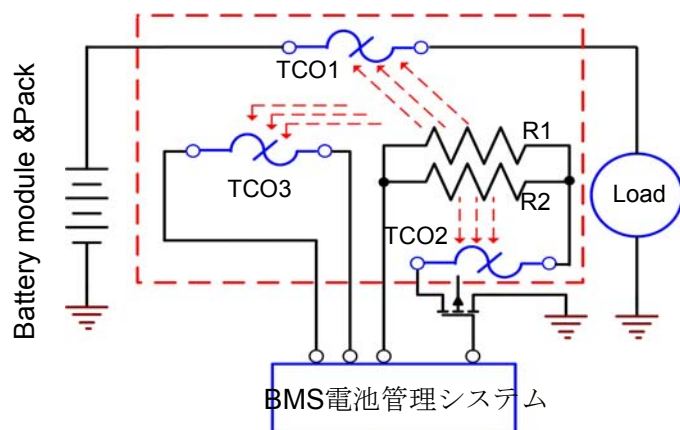 TCO1
R1
TCO3
R2
Load
TCO2
Battery module &Pack
BMS電池管理システム